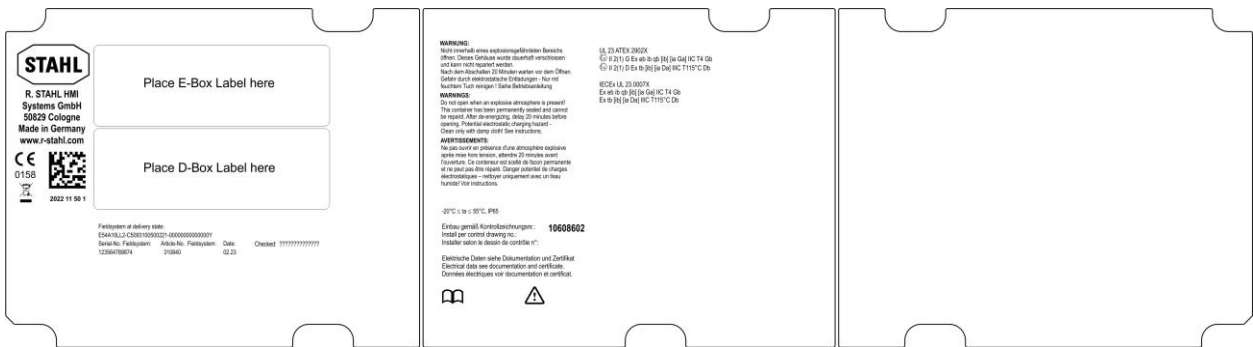 STAHL
R. STAHL HMI
Systems GmbH
50829 Cologne
Made in Germany
www.r-stahl.com
CE
0158
2022 11 50 1
Place E-Box Label here
Place D-Box Label here
Fieldsystem at delivery state:
E54A10LL2-C5003100500221-00000000000000Y
Serial-No. Fieldsystem: Article-No. Fieldsystem: Date: Checked: ??????????????
123564789874 310840 02.23
WARNUNG:
Nicht innerhalb eines explosionsgefährdeten Bereichs
öffnen. Dieses Gehäuse wurde dauerhaft verschlossen
und kann nicht repariert werden.
Nach dem Abschalten 20 Minuten warten vor dem Öffnen.
Gefahr durch elektrostatische Entladungen - Nur mit
feuchtem Tuch reinigen ! Siehe Betriebsanleitung
WARNINGS:
Do not open when an explosive atmosphere is present!
This container has been permanently sealed and cannot
be repaird. After de-energizing, delay 20 minutes before
opening. Potential electrostatic charging hazard -
Clean only with damp cloth! See instructions.
AVERTISSEMENTS:
Ne pas ouvrir en présence d'une atmosphère explosive
après mise hors tension, attendre 20 minutes avant
l'ouverture. Ce conteneur est scellé de facon permanente
et ne peut pas être réparé. Danger potentiel de charges
électrostatiques – nettoyer uniquement avec un tissu
humide! Voir instructions.
-20°C ≤ ta ≤ 55°C, IP65
Einbau gemäß Kontrollzeichnungsnr.: 10608602
Install per control drawing no.:
Installer selon le dessin de contrôle n°:
Elektrische Daten siehe Dokumentation und Zertifikat
Electrical data see documentation and certificate.
Données électriques voir documentation et certificat.
UL 23 ATEX 2902X
II 2(1) G Ex eb ib qb [ib] [ia Ga] IIC T4 Gb
II 2(1) D Ex tb [ib] [ia Da] IIIC T115°C Db
IECEx UL 23.0007X
Ex eb ib qb [ib] [ia Ga] IIC T4 Gb
Ex tb [ib] [ia Da] IIIC T115°C Db